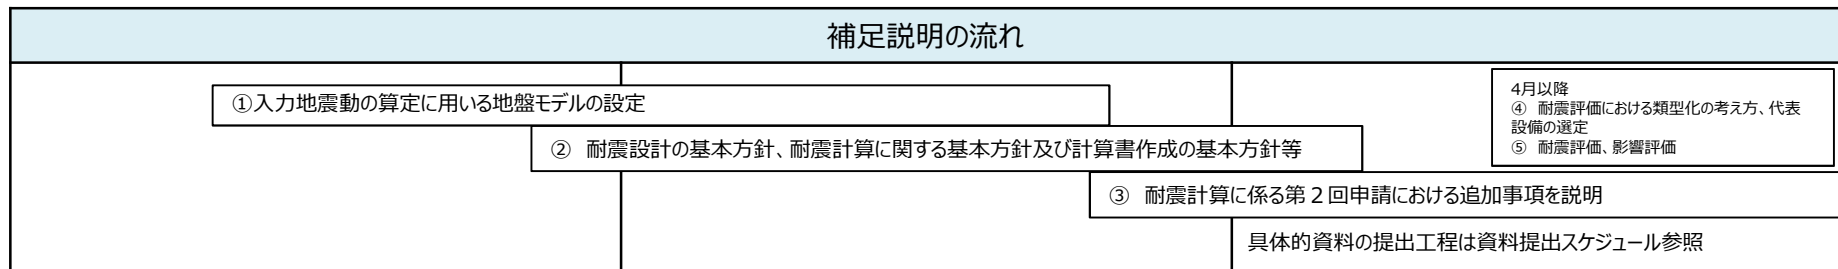 補足説明の流れ
①入力地震動の算定に用いる地盤モデルの設定
4月以降
④　耐震評価における類型化の考え方、代表
設備の選定
⑤　耐震評価、影響評価
②　耐震設計の基本方針、耐震計算に関する基本方針及び計算書作成の基本方針等
③　耐震計算に係る第２回申請における追加事項を説明
具体的資料の提出工程は資料提出スケジュール参照